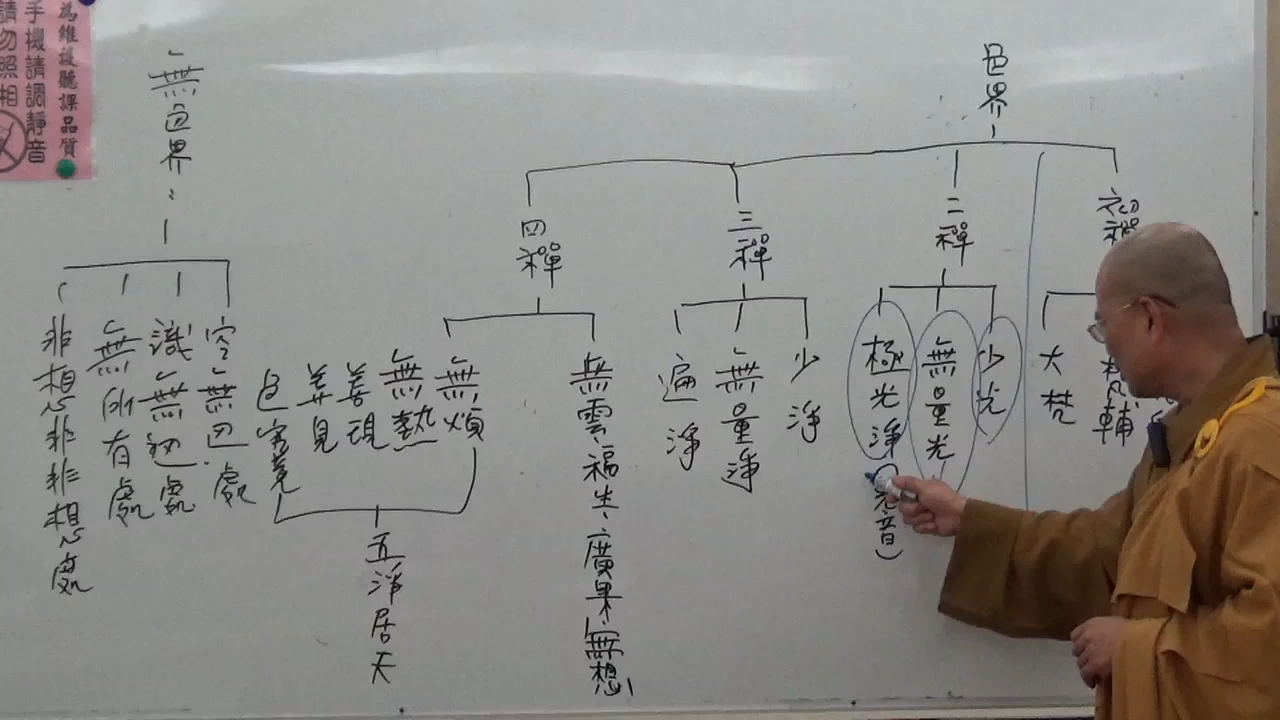 色界
初禪
大梵
二禪
少光
無量光
極光淨(光音)
三禪
少淨
無量淨
遍淨
四禪
無雲、福生、廣果、無想
無煩
無熱
善現
善見
色究竟
五淨居天
無色界:
空無邊處
識無邊處
無所有處
非想非非想處
為維護聽課品質
手機請調靜音
請勿照相